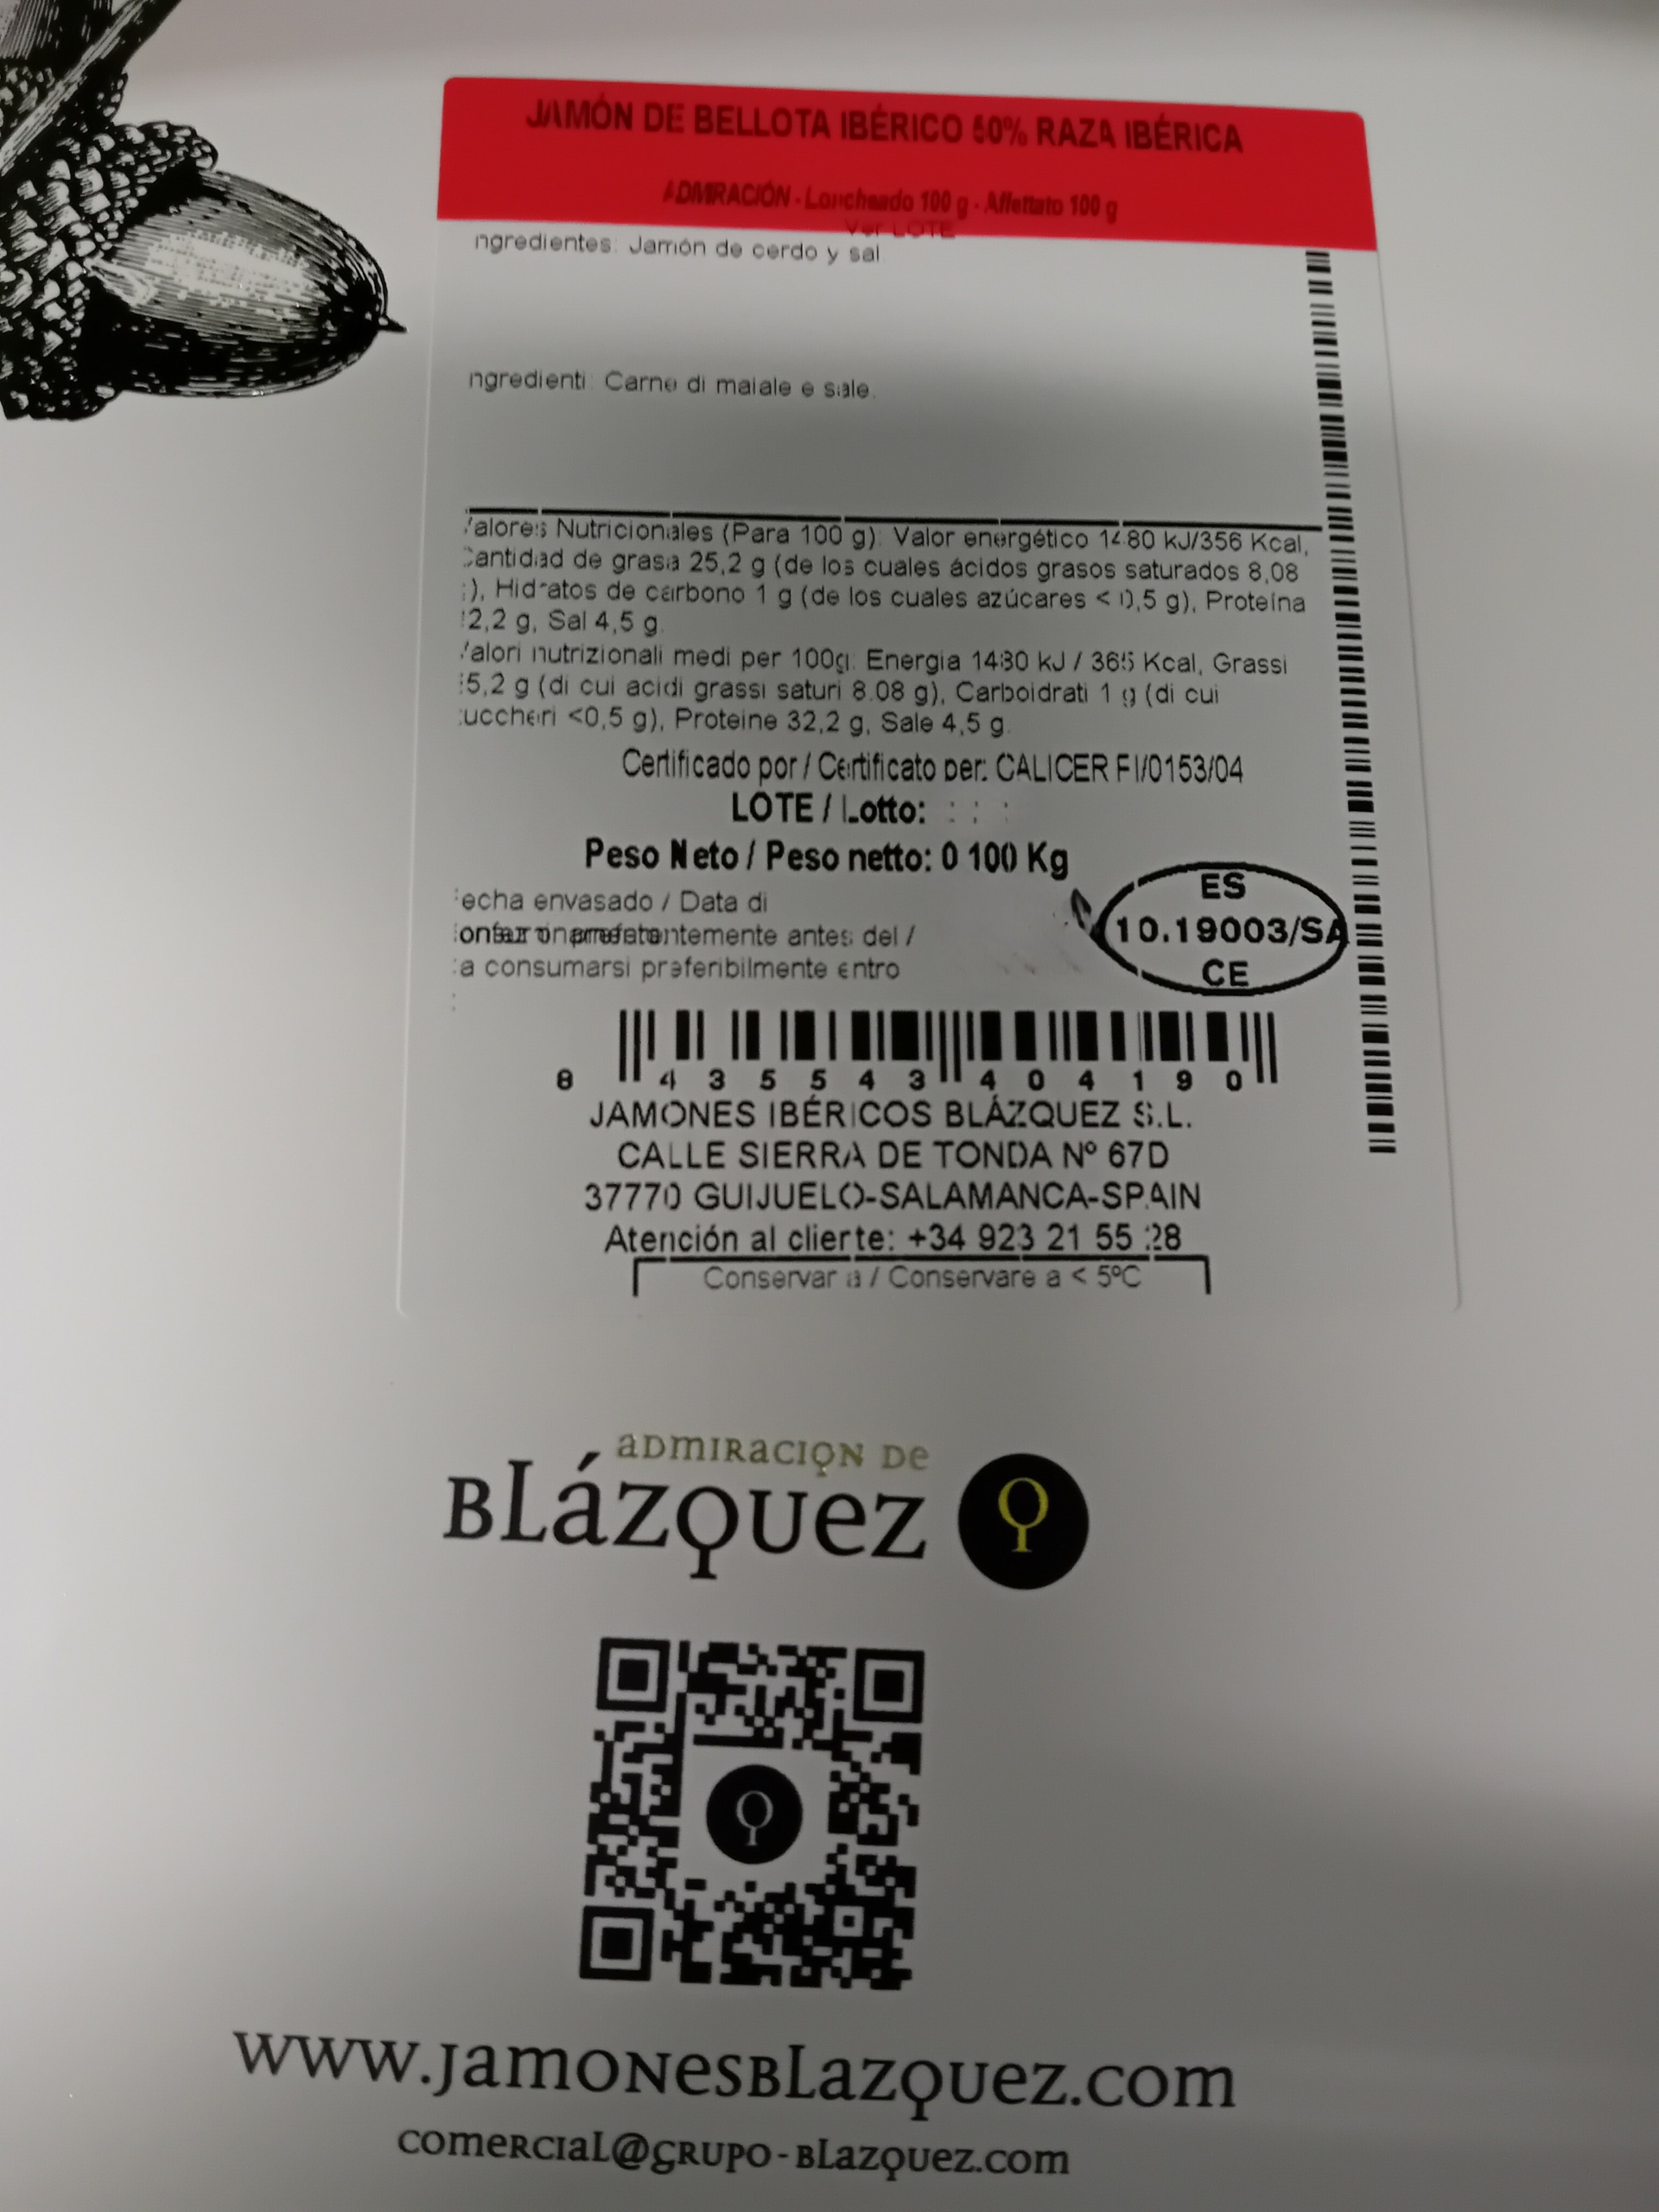 JAMÓN DE BELLOTA IBÉRICO 50% RAZA IBÉRICA
ADMIRACIÓN - Loncheado 100 g - Affettato 100 g
Ver LOTE
ngredientes: Jamón de cerdo y sal
ngredienti: Carne di maiale e sale.
alores Nutricionales (Para 100 g): Valor energético 1480 kJ/356 Kcal,
antidad de grasa 25,2 g (de los cuales ácidos grasos saturados 8,08
), Hidratos de carbono 1 g (de los cuales azúcares < 0,5 g), Proteína
2,2 g, Sal 4,5 g.
alori nutrizionali medi per 100g: Energia 1480 kJ / 365 Kcal, Grassi
5,2 g (di cui acidi grassi saturi 8.08 g), Carboidrati 1 g (di cui
uccheri <0,5 g), Proteine 32,2 g, Sale 4,5 g.
Certificado por / Certificato per: CALICER FI/0153/04
LOTE / Lotto:
Peso Neto / Peso netto: 0 100 Kg
echa envasado / Data di
antes del /
a consumarsi preferibilmente entro
ES
10.19003/SA
CE
8 435543 404190
JAMONES IBÉRICOS BLÁZQUEZ S.L.
CALLE SIERRA DE TONDA Nº 67D
37770 GUIJUELO-SALAMANCA-SPAIN
Atención al cliente: +34 923 21 55 28
Conservar a / Conservare a < 5ºC
ADMIRACIÓN DE
BLÁZQUEZ
www.jamonesblazquez.com
comercial@grupo-blazquez.com